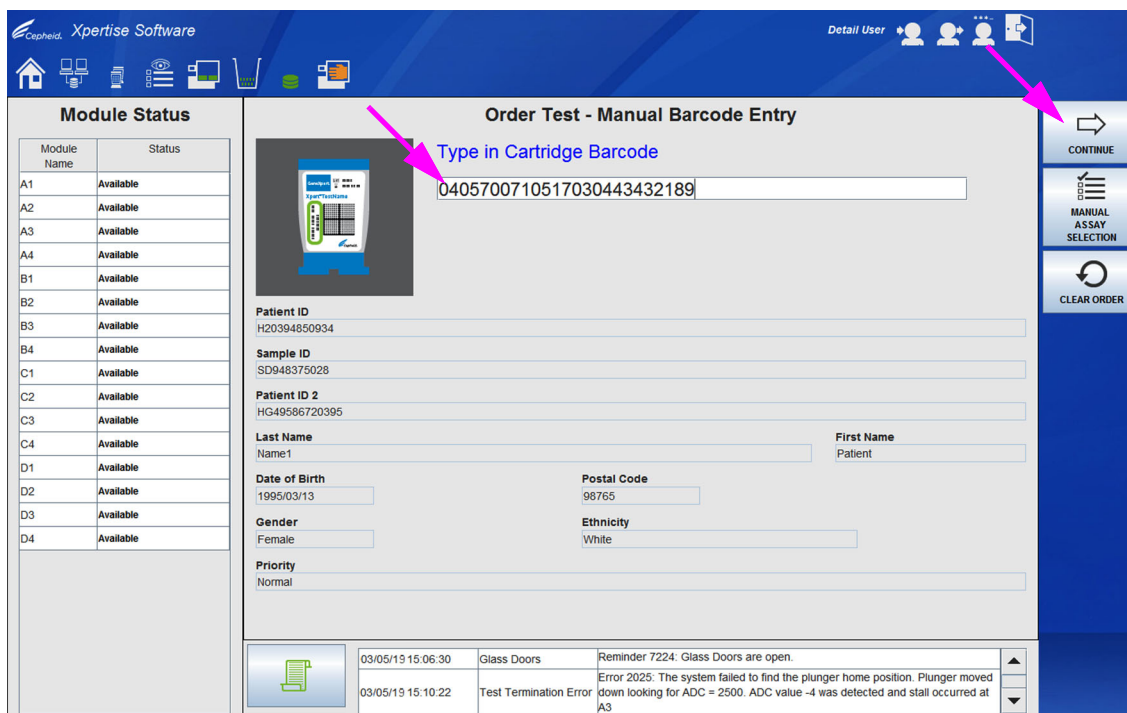 Cepheid. Xpertise Software
Detail User
Module Status
Module Name Status
A1 Available
A2 Available
A3 Available
A4 Available
B1 Available
B2 Available
B3 Available
B4 Available
C1 Available
C2 Available
C3 Available
C4 Available
D1 Available
D2 Available
D3 Available
D4 Available
Order Test - Manual Barcode Entry
Type in Cartridge Barcode
0405700710517030443432189
GeneXpert
Xpert®TestName
Cepheid
Patient ID
H20394850934
Sample ID
SD948375028
Patient ID 2
HG49586720395
Last Name First Name
Name1 Patient
Date of Birth Postal Code
1995/03/13 98765
Gender Ethnicity
Female White
Priority
Normal
03/05/19 15:06:30 Glass Doors Reminder 7224: Glass Doors are open.
03/05/19 15:10:22 Test Termination Error Error 2025: The system failed to find the plunger home position. Plunger moved
down looking for ADC = 2500. ADC value -4 was detected and stall occurred at
A3
CONTINUE
MANUAL
ASSAY
SELECTION
CLEAR ORDER